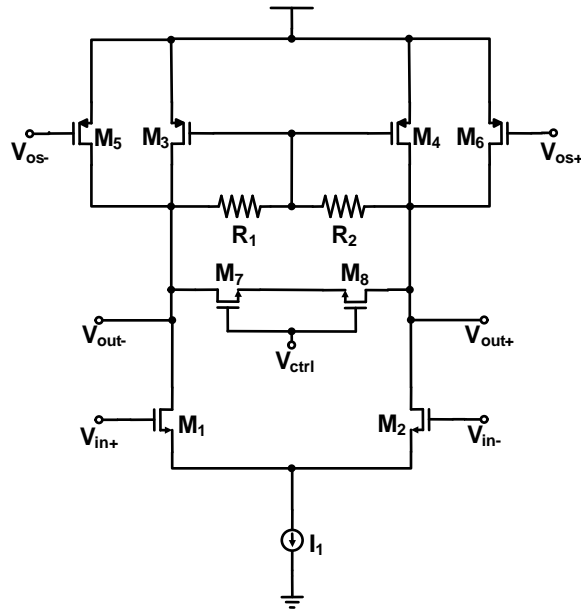 M5 M3 M4 M6
Vos- Vos+
R1 R2
M7 M8
Vout- Vout+
Vctrl
M1 M2
Vin+ Vin-
I1